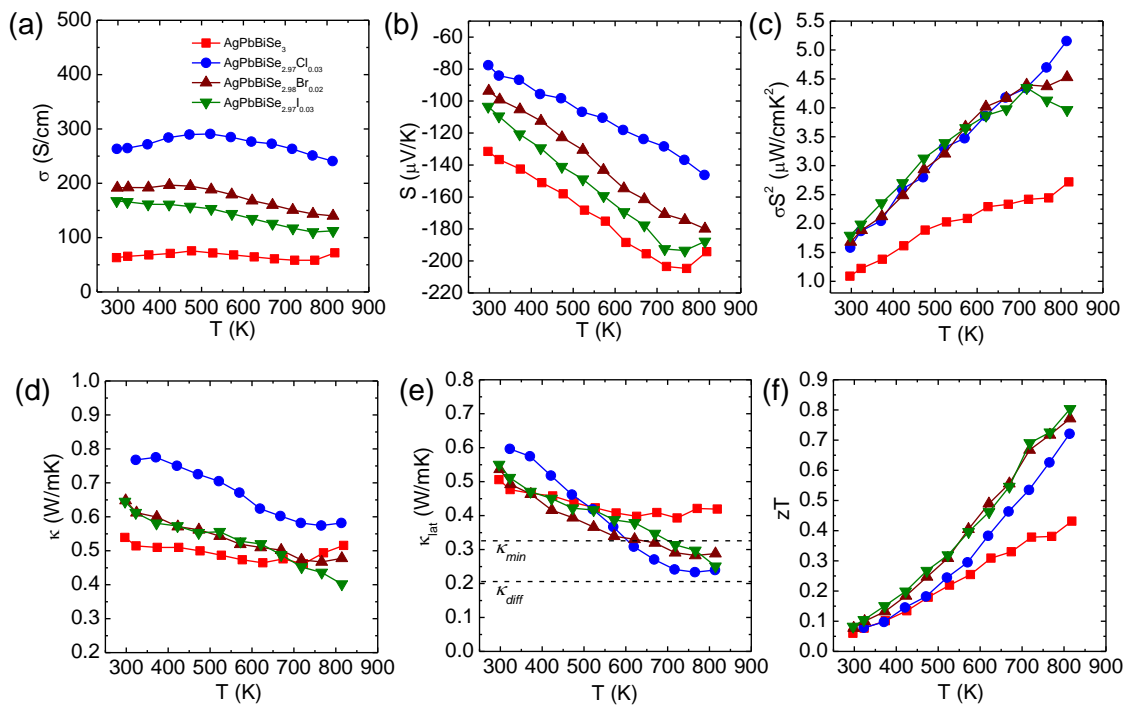 (a)
500
400
300
200
100
0
σ (S/cm)
AgPbBiSe₃
AgPbBiSe₂.₉₇Cl₀.₀₃
AgPbBiSe₂.₉₈Br₀.₀₂
AgPbBiSe₂.₉₇I₀.₀₃
200 300 400 500 600 700 800 900
T (K)
(b)
-60
-80
-100
-120
-140
-160
-180
-200
-220
S (μV/K)
200 300 400 500 600 700 800 900
T (K)
(c)
5.5
5.0
4.5
4.0
3.5
3.0
2.5
2.0
1.5
1.0
σS² (μW/cmK²)
200 300 400 500 600 700 800 900
T (K)
(d)
1.0
0.9
0.8
0.7
0.6
0.5
0.4
0.3
0.2
κ (W/mK)
200 300 400 500 600 700 800 900
T (K)
(e)
0.8
0.7
0.6
0.5
0.4
0.3
0.2
0.1
0.0
κlat (W/mK)
κmin
κdiff
200 300 400 500 600 700 800 900
T (K)
(f)
0.9
0.8
0.7
0.6
0.5
0.4
0.3
0.2
0.1
0.0
zT
200 300 400 500 600 700 800 900
T (K)